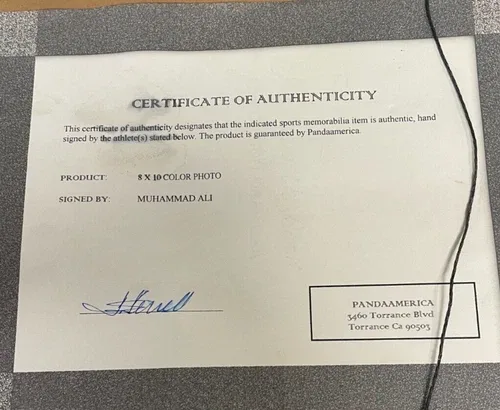 CERTIFICATE OF AUTHENTICITY
This certificate of authenticity designates that the indicated sports memorabilia item is authentic, hand
signed by the athlete(s) stated below. The product is guaranteed by Pandaamerica.
PRODUCT: 8 X 10 COLOR PHOTO
SIGNED BY: MUHAMMAD ALI
PANDAAMERICA
3460 Torrance Blvd
Torrance Ca 90503